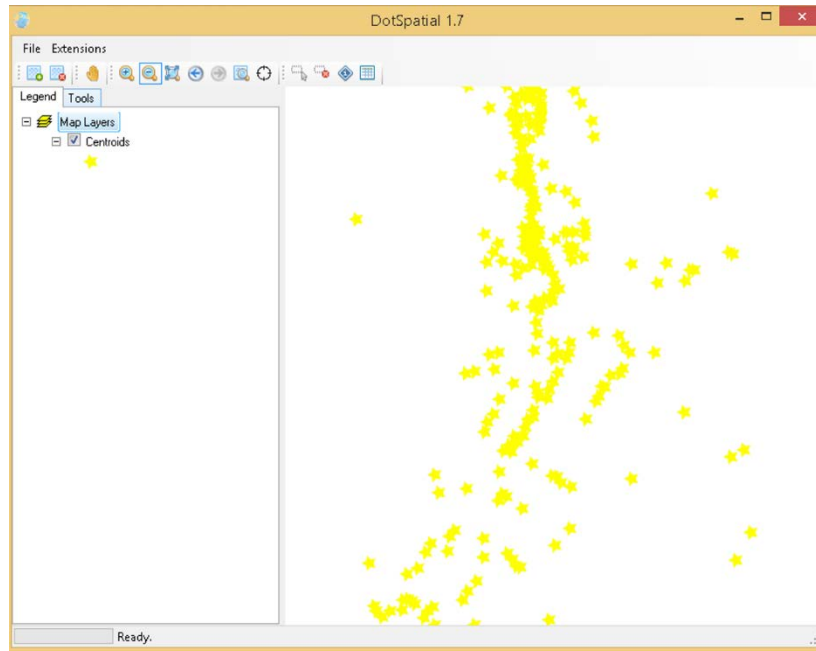 DotSpatial 1.7
File Extensions
Legend Tools
Map Layers
Centroids
Ready.